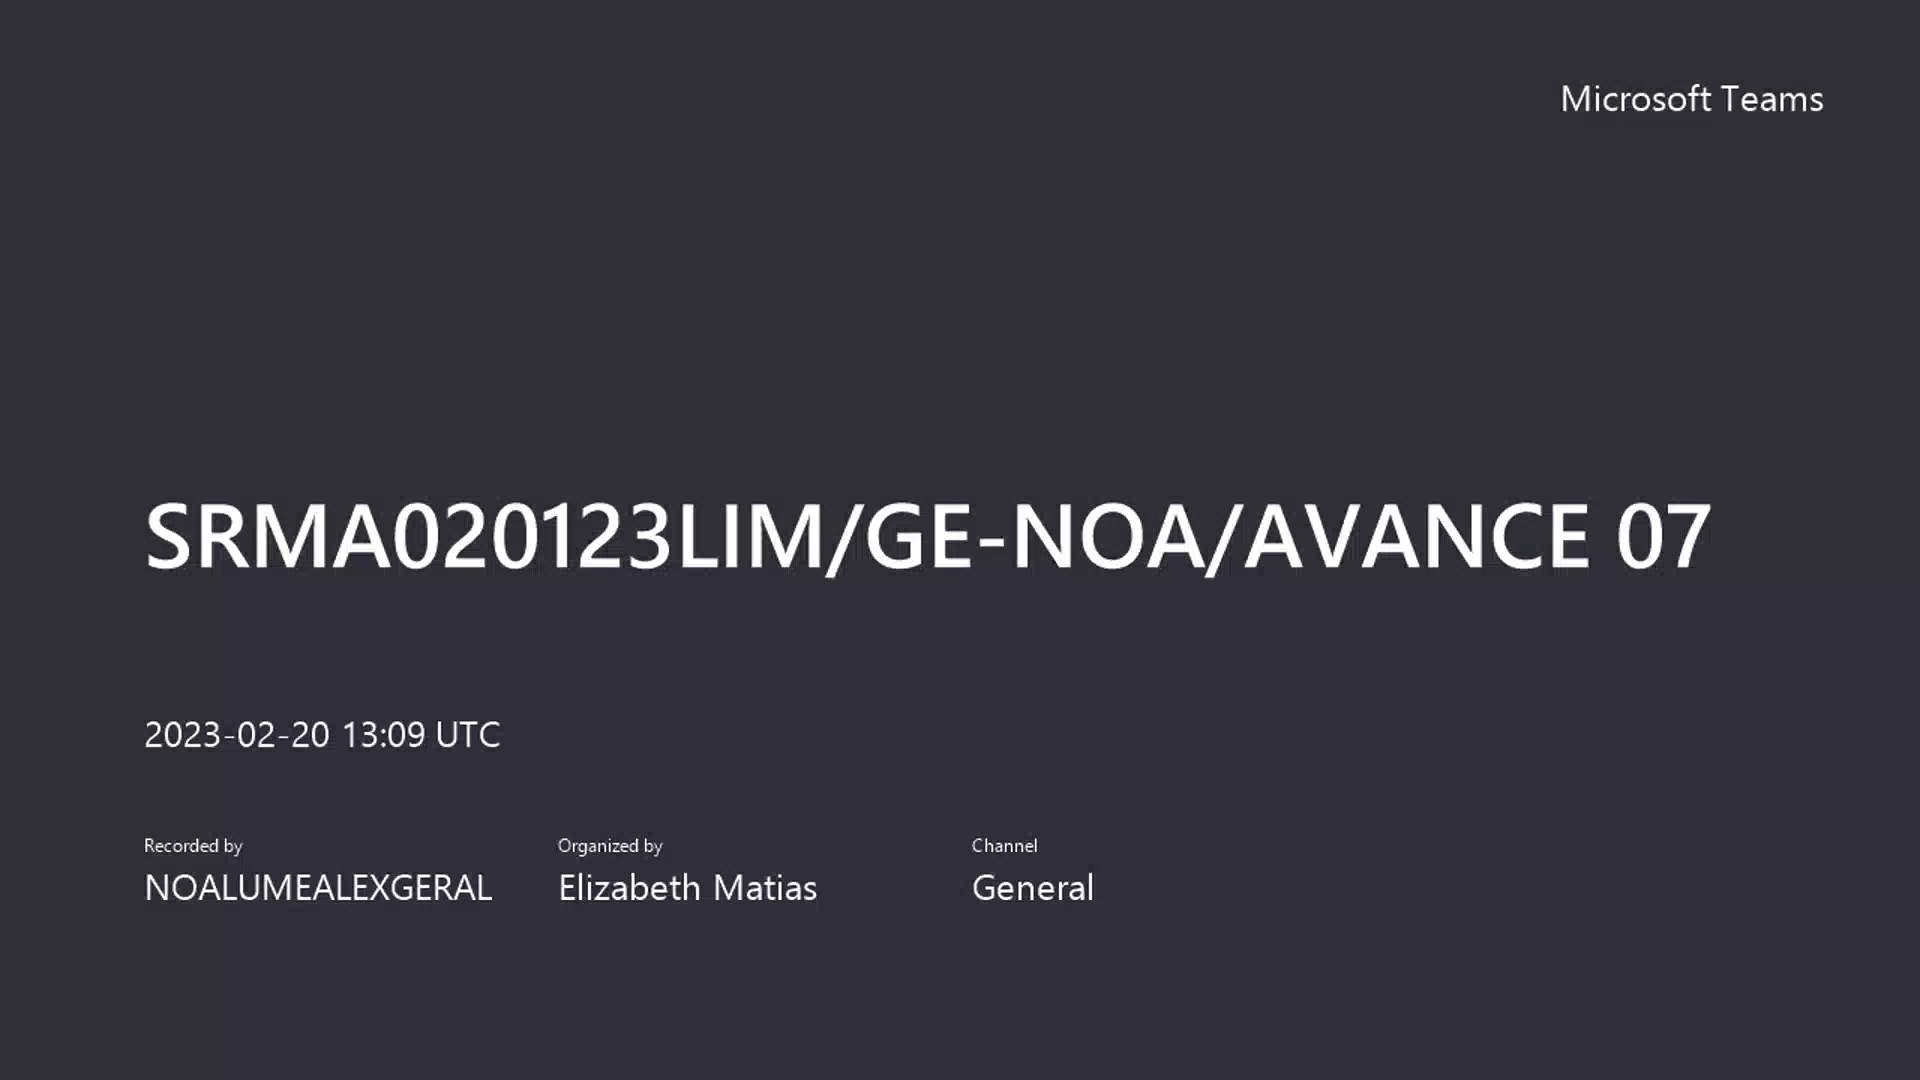 Microsoft Teams
SRMA020123LIM/GE-NOA/AVANCE 07
2023-02-20 13:09 UTC
Recorded by
NOALUMEALEXGERAL
Organized by
Elizabeth Matias
Channel
General